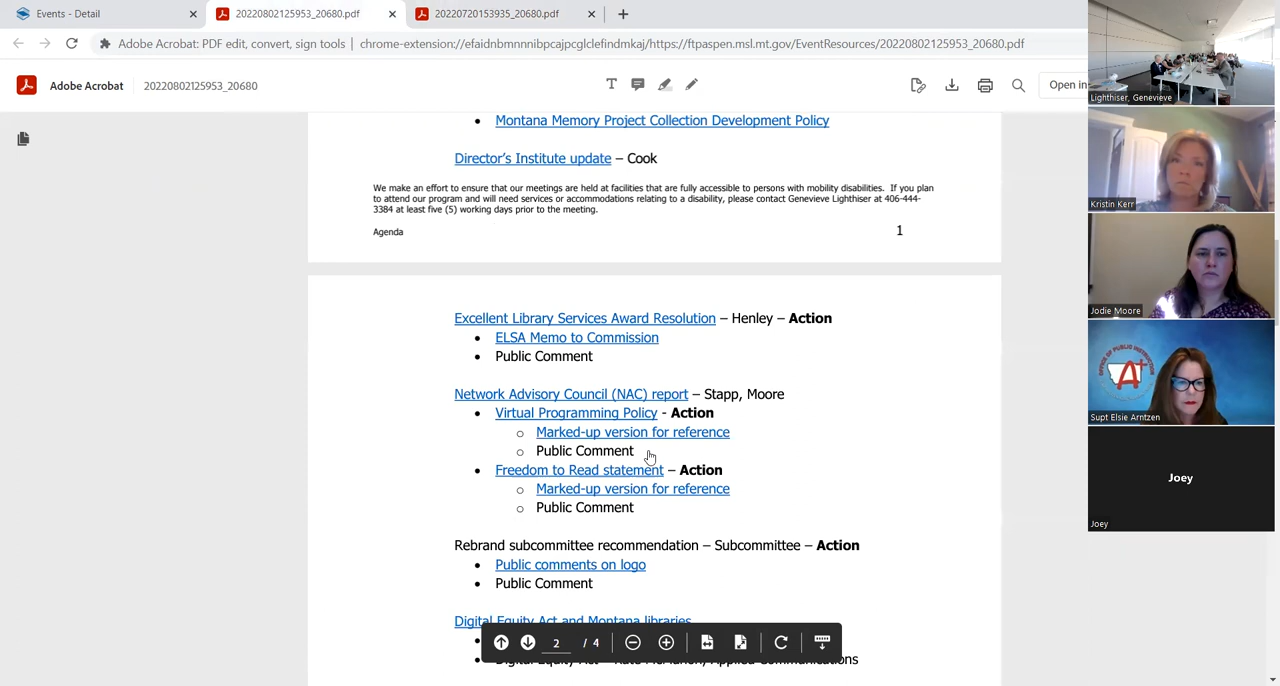 Events - Detail
20220802125953_20680.pdf
20220720153935_20680.pdf
Adobe Acrobat: PDF edit, convert, sign tools | chrome-extension://efaidnbmnnnibpcajpcglclefindmkaj/https://ftpaspen.msl.mt.gov/EventResources/20220802125953_20680.pdf
Adobe Acrobat
20220802125953_20680
Open in
• Montana Memory Project Collection Development Policy
Director's Institute update – Cook
We make an effort to ensure that our meetings are held at facilities that are fully accessible to persons with mobility disabilities. If you plan
to attend our program and will need services or accommodations relating to a disability, please contact Genevieve Lighthiser at 406-444-
3384 at least five (5) working days prior to the meeting.
Agenda
1
Excellent Library Services Award Resolution – Henley – Action
• ELSA Memo to Commission
• Public Comment
Network Advisory Council (NAC) report – Stapp, Moore
• Virtual Programming Policy - Action
○ Marked-up version for reference
○ Public Comment
• Freedom to Read statement – Action
○ Marked-up version for reference
○ Public Comment
Rebrand subcommittee recommendation – Subcommittee – Action
• Public comments on logo
• Public Comment
Digital Equity Act and Montana libraries
2 / 4
Lighthiser, Genevieve
Kristin Kerr
Jodie Moore
OFFICE OF PUBLIC INSTRUCTION
A+
Supt Elsie Arntzen
Joey
Joey